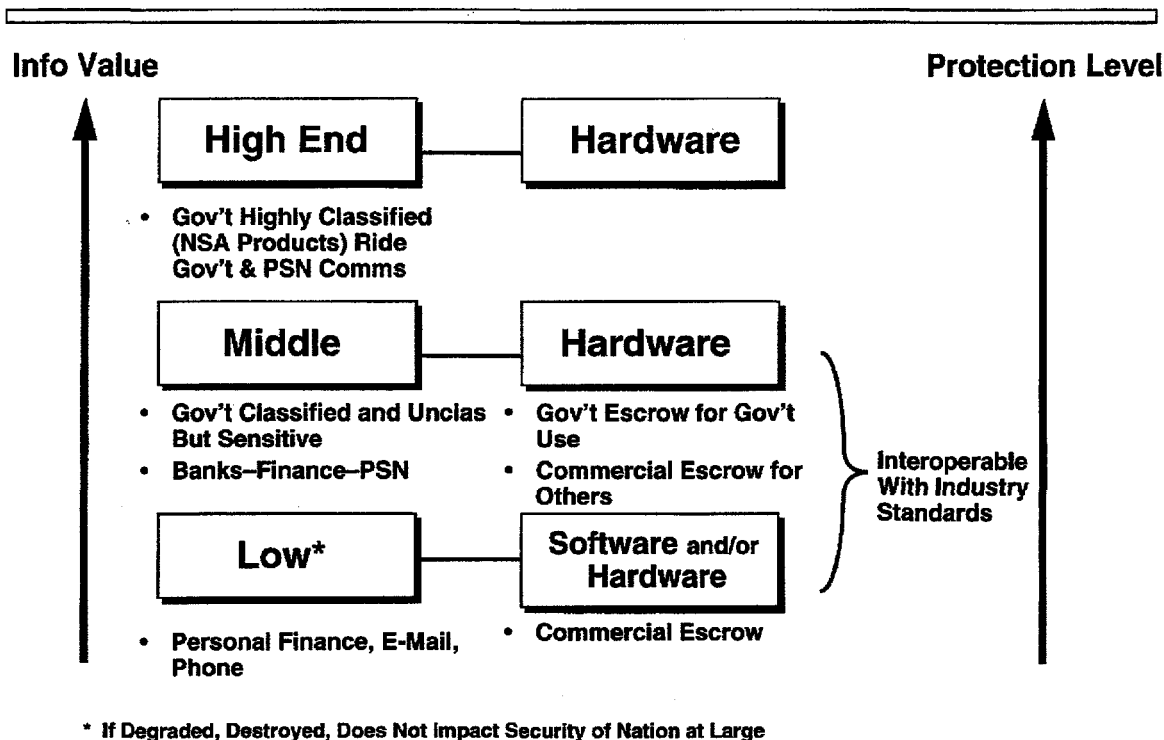 Info Value
Protection Level
High End
Hardware
• Gov't Highly Classified
(NSA Products) Ride
Gov't & PSN Comms
Middle
Hardware
• Gov't Classified and Unclas
But Sensitive
• Banks–Finance–PSN
• Gov't Escrow for Gov't
Use
• Commercial Escrow for
Others
Interoperable
With Industry
Standards
Low*
Software and/or
Hardware
• Personal Finance, E-Mail,
Phone
• Commercial Escrow
* If Degraded, Destroyed, Does Not Impact Security of Nation at Large